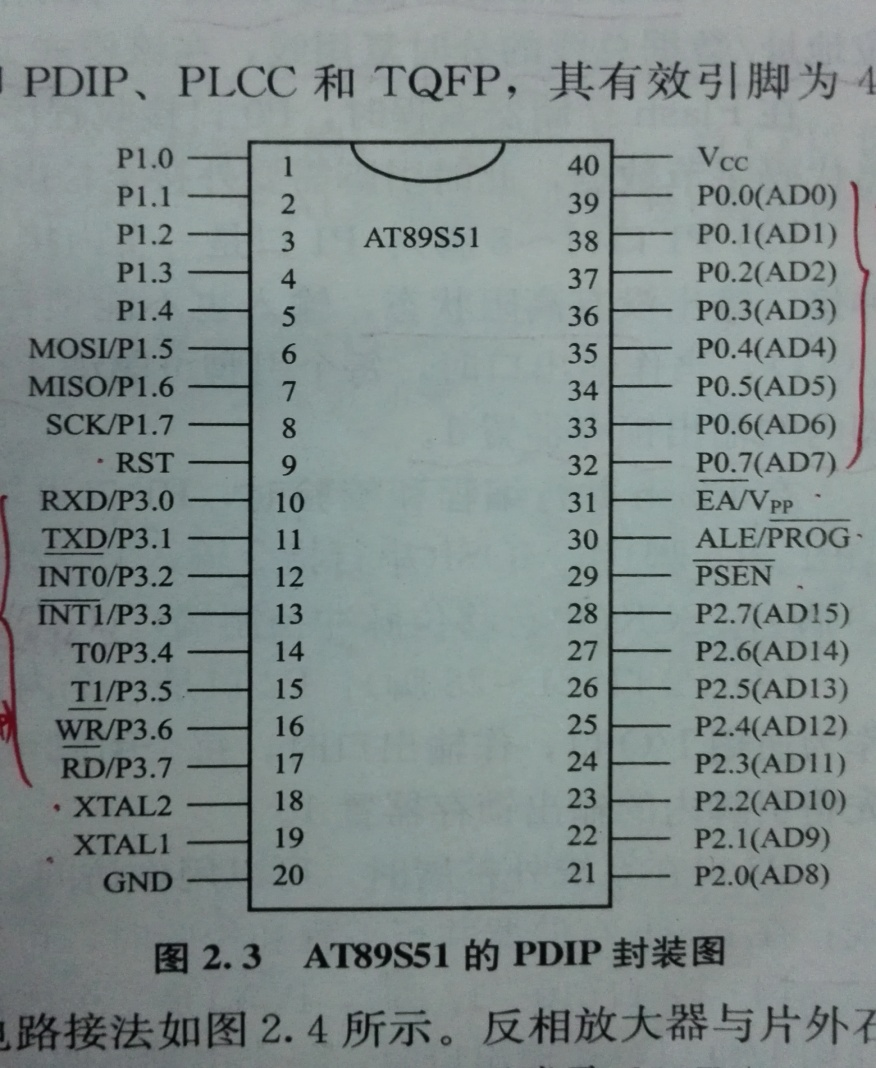 PDIP、PLCC 和 TQFP，其有效引脚为 4
P1.0 1 40 VCC
P1.1 2 39 P0.0(AD0)
P1.2 3 AT89S51 38 P0.1(AD1)
P1.3 4 37 P0.2(AD2)
P1.4 5 36 P0.3(AD3)
MOSI/P1.5 6 35 P0.4(AD4)
MISO/P1.6 7 34 P0.5(AD5)
SCK/P1.7 8 33 P0.6(AD6)
RST 9 32 P0.7(AD7)
RXD/P3.0 10 31 EA/VPP
TXD/P3.1 11 30 ALE/PROG
INT0/P3.2 12 29 PSEN
INT1/P3.3 13 28 P2.7(AD15)
T0/P3.4 14 27 P2.6(AD14)
T1/P3.5 15 26 P2.5(AD13)
WR/P3.6 16 25 P2.4(AD12)
RD/P3.7 17 24 P2.3(AD11)
XTAL2 18 23 P2.2(AD10)
XTAL1 19 22 P2.1(AD9)
GND 20 21 P2.0(AD8)
图 2.3 AT89S51 的 PDIP 封装图
电路接法如图 2.4 所示。反相放大器与片外石